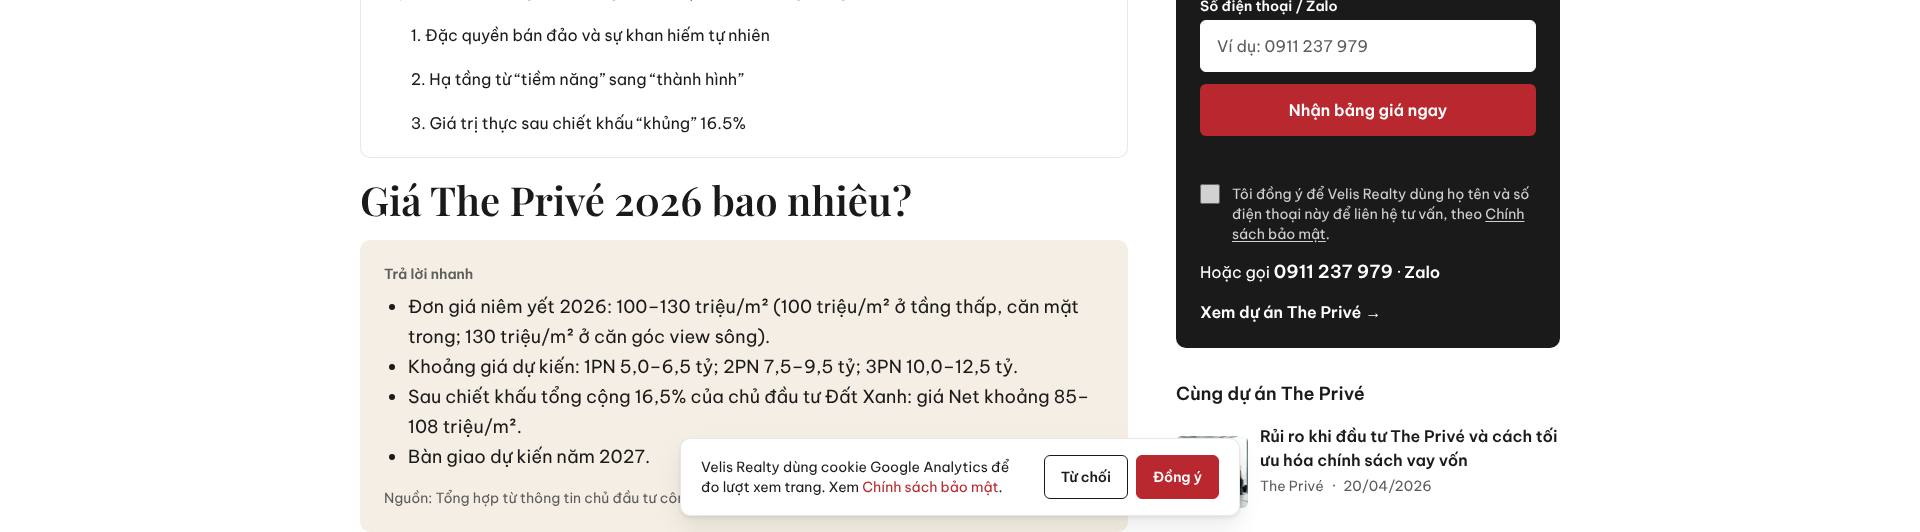 1. Đặc quyền bán đảo và sự khan hiếm tự nhiên
2. Hạ tầng từ “tiềm năng” sang “thành hình”
3. Giá trị thực sau chiết khấu “khủng” 16.5%
Giá The Privé 2026 bao nhiêu?
Trả lời nhanh
• Đơn giá niêm yết 2026: 100–130 triệu/m² (100 triệu/m² ở tầng thấp, căn mặt
trong; 130 triệu/m² ở căn góc view sông).
• Khoảng giá dự kiến: 1PN 5,0–6,5 tỷ; 2PN 7,5–9,5 tỷ; 3PN 10,0–12,5 tỷ.
• Sau chiết khấu tổng cộng 16,5% của chủ đầu tư Đất Xanh: giá Net khoảng 85–
108 triệu/m².
• Bàn giao dự kiến năm 2027.
Nguồn: Tổng hợp từ thông tin chủ đầu tư
Số điện thoại / Zalo
Ví dụ: 0911 237 979
Nhận bảng giá ngay
Tôi đồng ý để Velis Realty dùng họ tên và số
điện thoại này để liên hệ tư vấn, theo Chính
sách bảo mật.
Hoặc gọi 0911 237 979 · Zalo
Xem dự án The Privé →
Cùng dự án The Privé
Rủi ro khi đầu tư The Privé và cách tối
ưu hóa chính sách vay vốn
The Privé · 20/04/2026
Velis Realty dùng cookie Google Analytics để
đo lượt xem trang. Xem Chính sách bảo mật.
Từ chối
Đồng ý